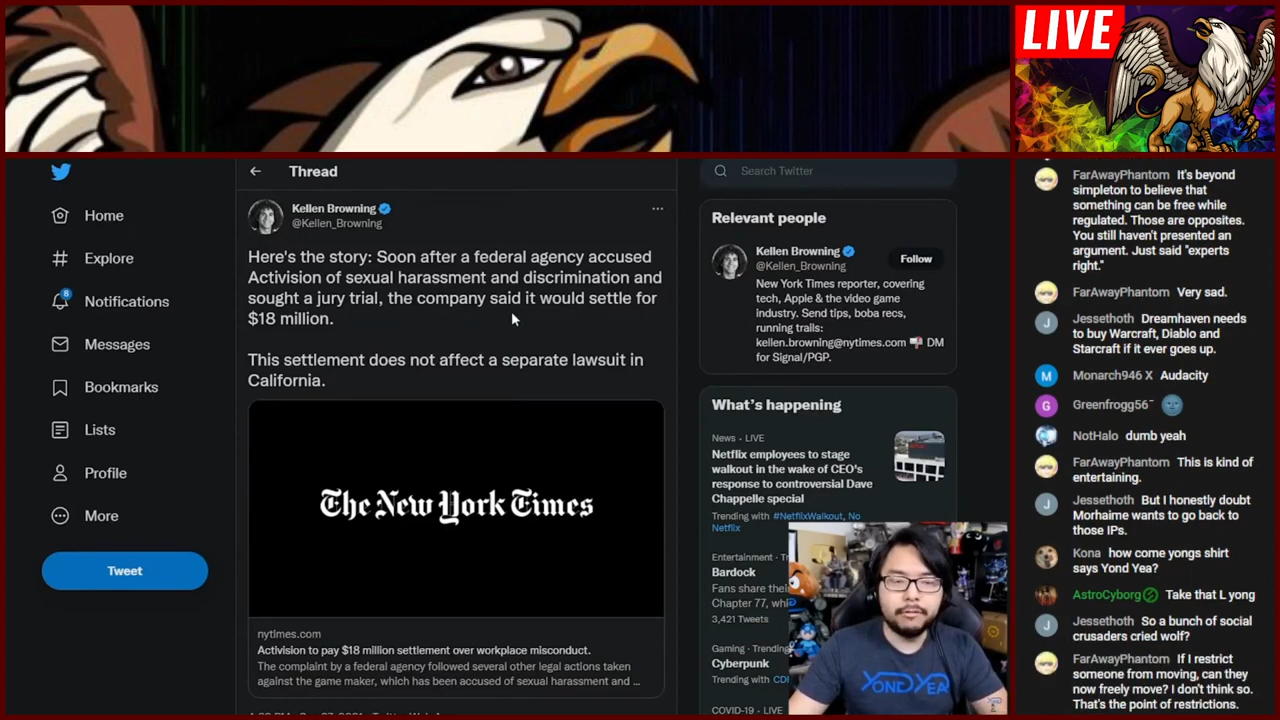 LIVE
Home
Explore
8
Notifications
Messages
Bookmarks
Lists
Profile
More
Tweet
Thread
Kellen Browning
@Kellen_Browning
Here's the story: Soon after a federal agency accused
Activision of sexual harassment and discrimination and
sought a jury trial, the company said it would settle for
$18 million.
This settlement does not affect a separate lawsuit in
California.
The New York Times
nytimes.com
Activision to pay $18 million settlement over workplace misconduct.
The complaint by a federal agency followed several other legal actions taken
against the game maker, which has been accused of sexual harassment and ...
Search Twitter
Relevant people
Kellen Browning
@Kellen_Browning
Follow
New York Times reporter, covering
tech, Apple & the video game
industry. Send tips, boba recs,
running trails:
kellen.browning@nytimes.com 📬 DM
for Signal/PGP.
What's happening
News · LIVE
Netflix employees to stage
walkout in the wake of CEO's
response to controversial Dave
Chappelle special
Trending with #NetflixWalkout, No
Netflix
Entertainment · Tr
Bardock
Fans share thei
Chapter 77, whi
3,421 Tweets
Gaming · Trending
Cyberpunk
Trending with CD
COVID-19 · LIVE
YONG YEA
FarAwayPhantom It's beyond
simpleton to believe that
something can be free while
regulated. Those are opposites.
You still haven't presented an
argument. Just said "experts
right."
FarAwayPhantom Very sad.
Jessethoth Dreamhaven needs
to buy Warcraft, Diablo and
Starcraft if it ever goes up.
M
Monarch946 X Audacity
G
Greenfrogg56
NotHalo dumb yeah
FarAwayPhantom This is kind of
entertaining.
J
Jessethoth But I honestly doubt
Morhaime wants to go back to
those IPs.
Kona how come yongs shirt
says Yond Yea?
AstroCyborg Take that L yong
J
Jessethoth So a bunch of social
crusaders cried wolf?
FarAwayPhantom If I restrict
someone from moving, can they
now freely move? I don't think so.
That's the point of restrictions.